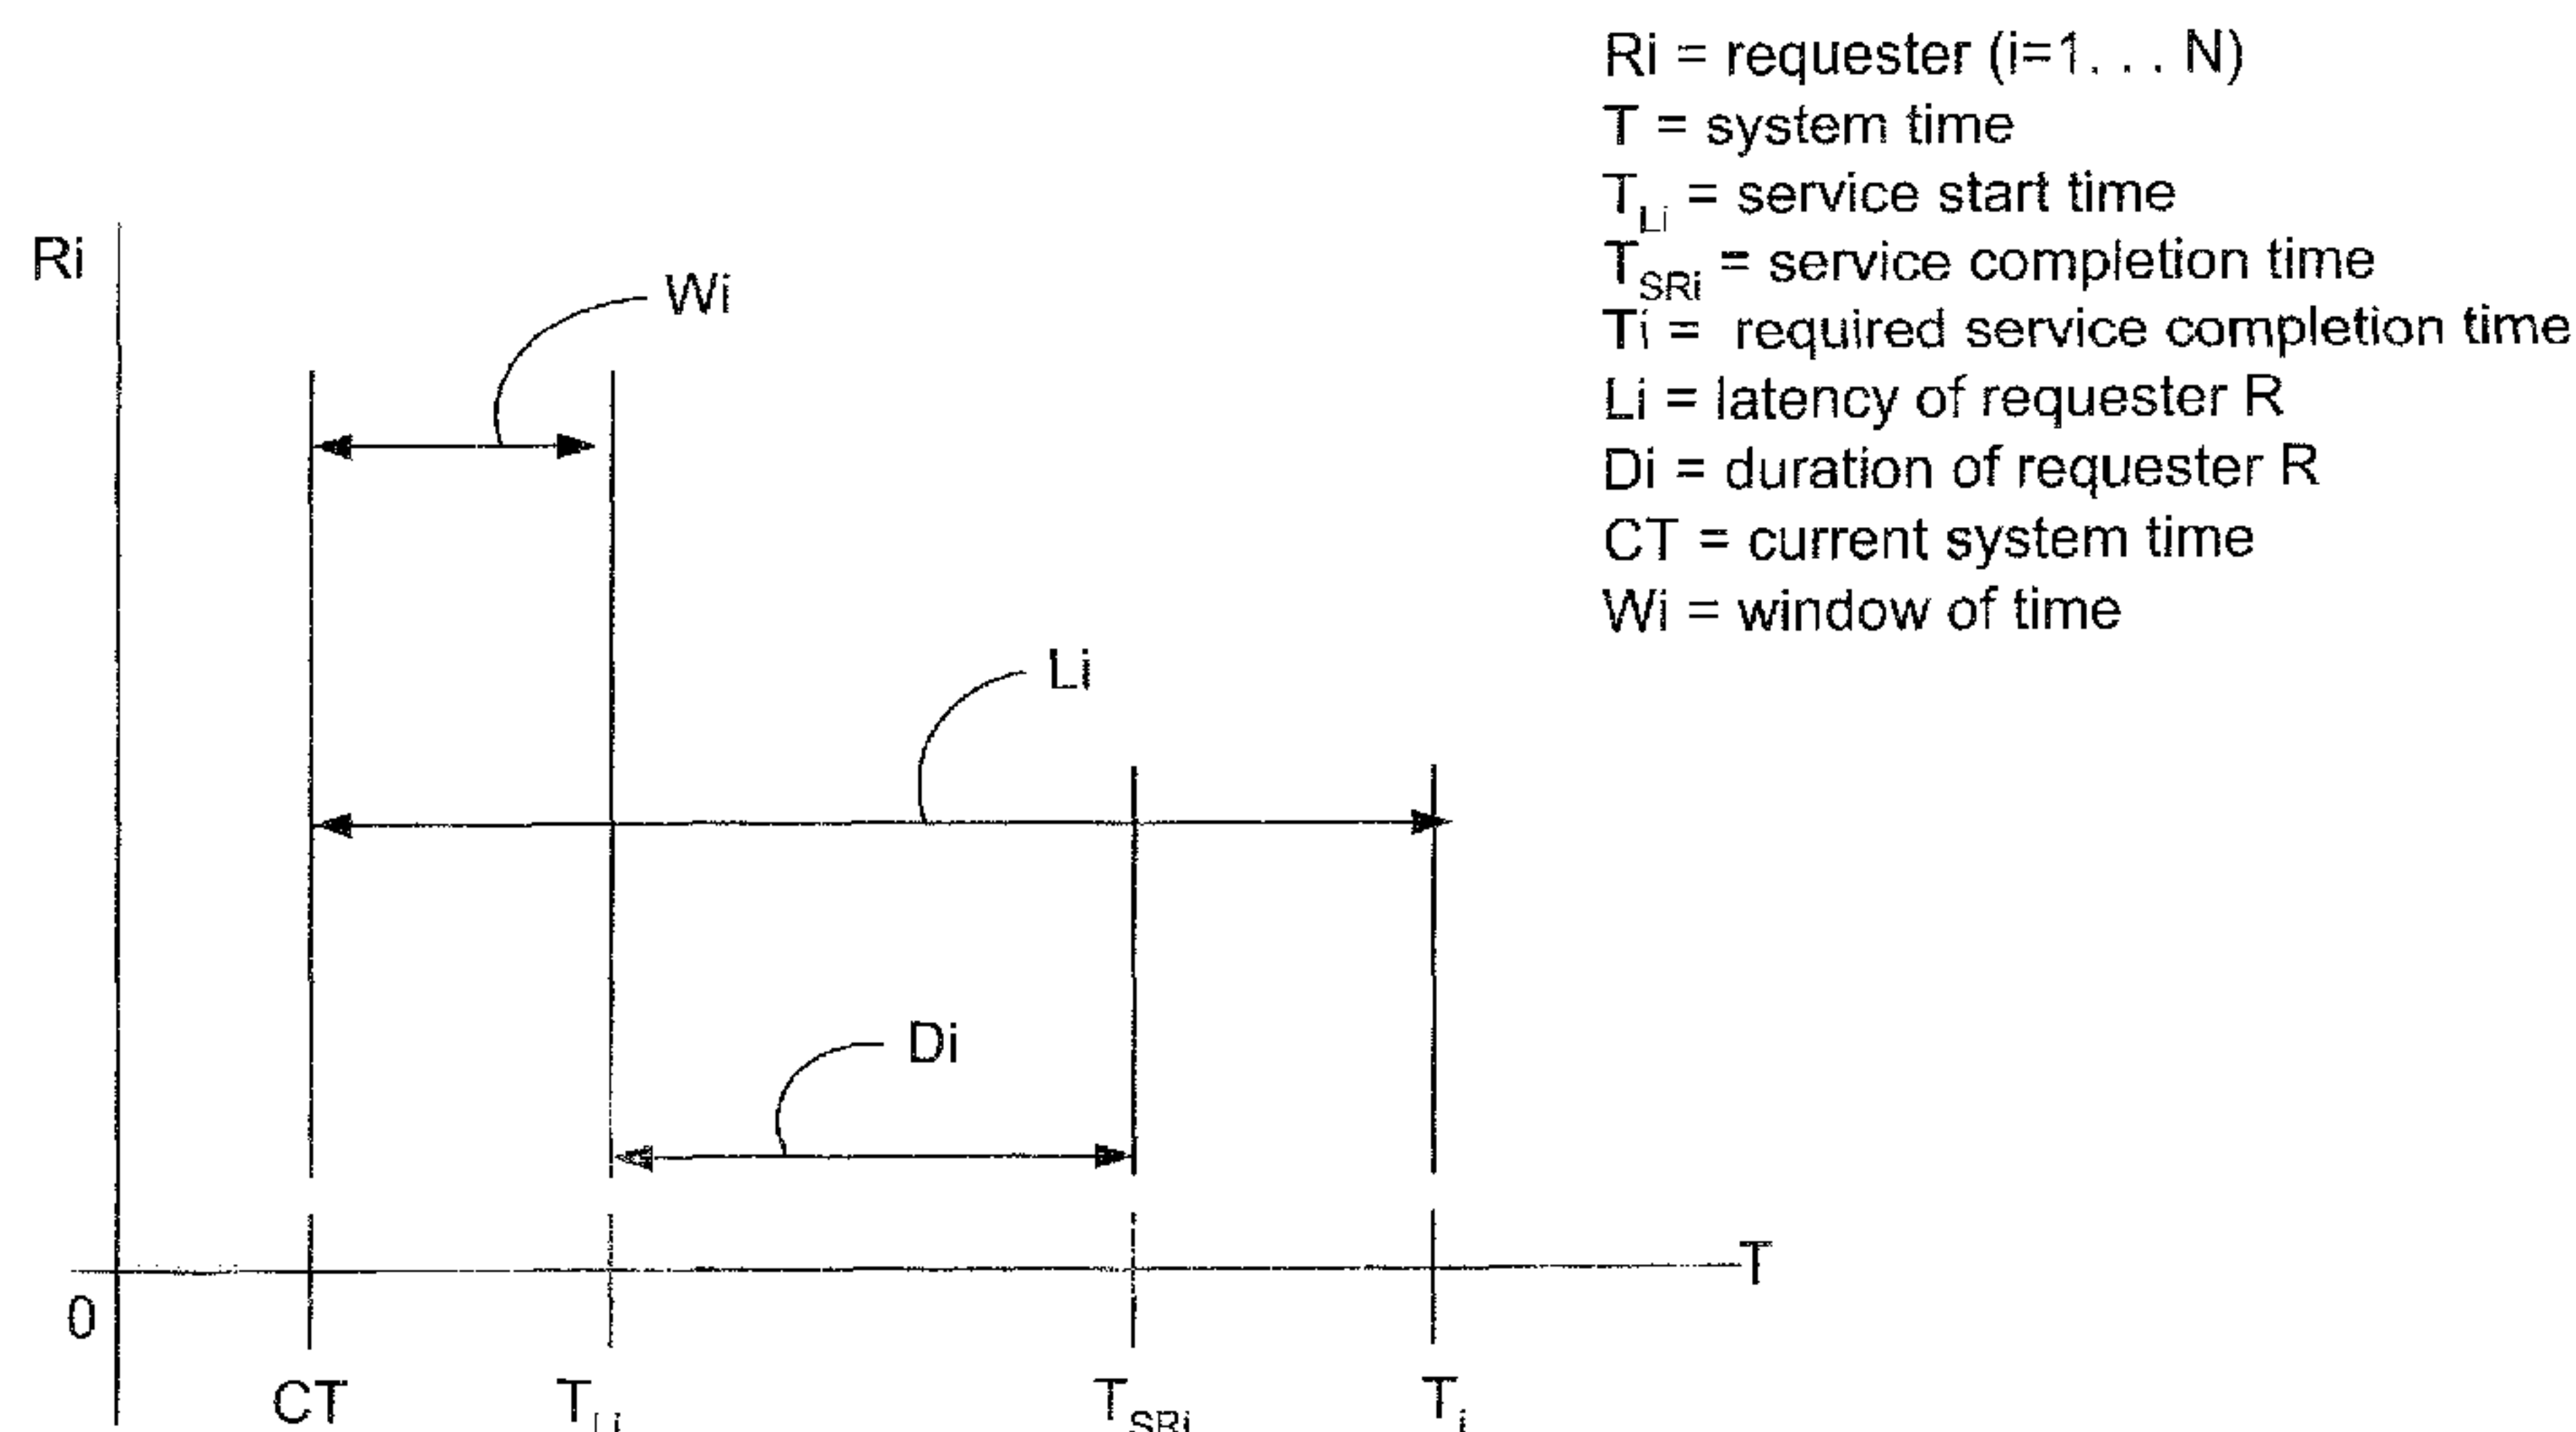 Ri = requester (i=1. . . N)
T = system time
T_Li = service start time
T_SRi = service completion time
Ti = required service completion time
Li = latency of requester R
Di = duration of requester R
CT = current system time
Wi = window of time
Ri
Wi
Li
Di
T
0
CT
T_Li
T_SRi
T_i